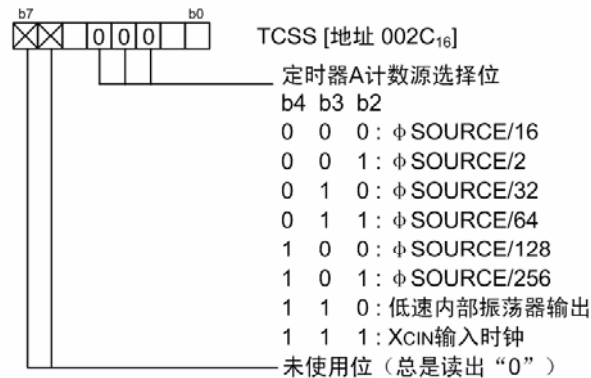 b7 b0
0 0 0 TCSS [地址 002C₁₆]
定时器A计数源选择位
b4 b3 b2
0 0 0: φSOURCE/16
0 0 1: φSOURCE/2
0 1 0: φSOURCE/32
0 1 1: φSOURCE/64
1 0 0: φSOURCE/128
1 0 1: φSOURCE/256
1 1 0: 低速内部振荡器输出
1 1 1: XCIN输入时钟
未使用位（总是读出“0”）